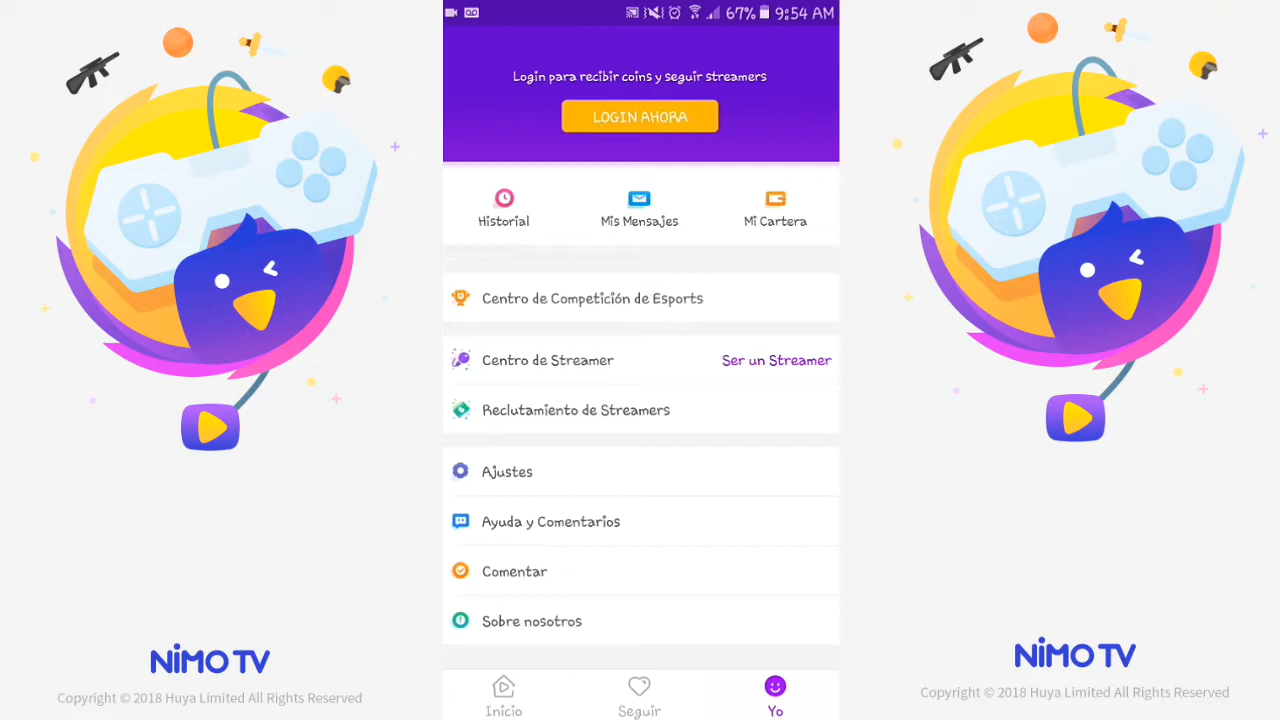 67% 9:54 AM
Login para recibir coins y seguir streamers
LOGIN AHORA
Historial
Mis Mensajes
Mi Cartera
Centro de Competición de Esports
Centro de Streamer
Ser un Streamer
Reclutamiento de Streamers
Ajustes
Ayuda y Comentarios
Comentar
Sobre nosotros
Inicio
Seguir
Yo
NiMO TV
Copyright © 2018 Huya Limited All Rights Reserved
NiMO TV
Copyright © 2018 Huya Limited All Rights Reserved